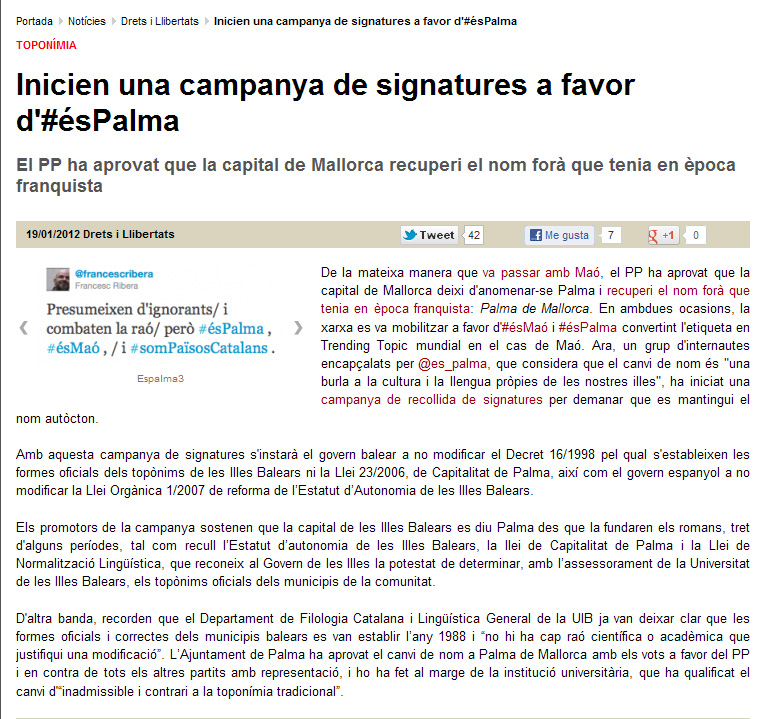 Portada Notícies Drets i Llibertats Inicien una campanya de signatures a favor d'#ésPalma
TOPONÍMIA
Inicien una campanya de signatures a favor
d'#ésPalma
El PP ha aprovat que la capital de Mallorca recuperi el nom forà que tenia en època
franquista
19/01/2012 Drets i Llibertats
Tweet 42
Me gusta 7
+1 0
@francescribera
Francesc Ribera
Presumeixen d'ignorants/ i
combaten la raó/ però #ésPalma ,
#ésMaó , / i #somPaïsosCatalans .
Espalma3
De la mateixa manera que va passar amb Maó, el PP ha aprovat que la
capital de Mallorca deixi d'anomenar-se Palma i recuperi el nom forà que
tenia en època franquista: Palma de Mallorca. En ambdues ocasions, la
xarxa es va mobilitzar a favor d'#ésMaó i #ésPalma convertint l'etiqueta en
Trending Topic mundial en el cas de Maó. Ara, un grup d'internautes
encapçalats per @es_palma, que considera que el canvi de nom és "una
burla a la cultura i la llengua pròpies de les nostres illes", ha iniciat una
campanya de recollida de signatures per demanar que es mantingui el
nom autòcton.
Amb aquesta campanya de signatures s'instarà el govern balear a no modificar el Decret 16/1998 pel qual s'estableixen les
formes oficials dels topònims de les Illes Balears ni la Llei 23/2006, de Capitalitat de Palma, així com el govern espanyol a no
modificar la Llei Orgànica 1/2007 de reforma de l’Estatut d’Autonomia de les Illes Balears.
Els promotors de la campanya sostenen que la capital de les Illes Balears es diu Palma des que la fundaren els romans, tret
d'alguns períodes, tal com recull l’Estatut d’autonomia de les Illes Balears, la llei de Capitalitat de Palma i la Llei de
Normalització Lingüística, que reconeix al Govern de les Illes la potestat de determinar, amb l’assessorament de la Universitat
de les Illes Balears, els topònims oficials dels municipis de la comunitat.
D'altra banda, recorden que el Departament de Filologia Catalana i Lingüística General de la UIB ja van deixar clar que les
formes oficials i correctes dels municipis balears es van establir l’any 1988 i “no hi ha cap raó científica o acadèmica que
justifiqui una modificació”. L’Ajuntament de Palma ha aprovat el canvi de nom a Palma de Mallorca amb els vots a favor del PP
i en contra de tots els altres partits amb representació, i ho ha fet al marge de la institució universitària, que ha qualificat el
canvi d'“inadmissible i contrari a la toponímia tradicional”.